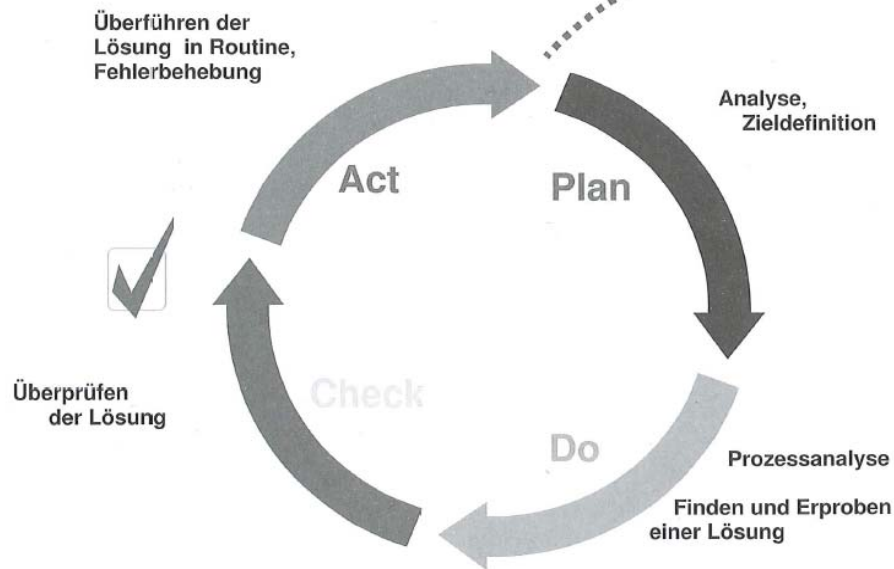 Überführen der
Lösung in Routine,
Fehlerbehebung
Analyse,
Zieldefinition
Act
Plan
Überprüfen
der Lösung
Check
Do
Prozessanalyse
Finden und Erproben
einer Lösung